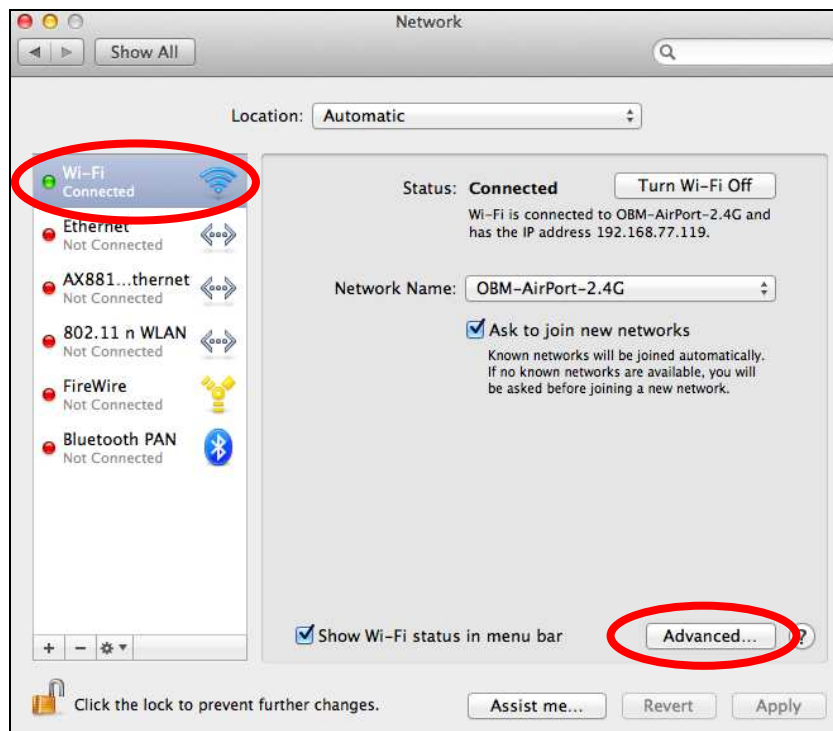 Network
Show All
Location: Automatic
Wi-Fi
Connected
Ethernet
Not Connected
AX881...thernet
Not Connected
802.11 n WLAN
Not Connected
FireWire
Not Connected
Bluetooth PAN
Not Connected
Status: Connected
Turn Wi-Fi Off
Wi-Fi is connected to OBM-AirPort-2.4G and
has the IP address 192.168.77.119.
Network Name: OBM-AirPort-2.4G
Ask to join new networks
Known networks will be joined automatically.
If no known networks are available, you will
be asked before joining a new network.
Show Wi-Fi status in menu bar
Advanced...
?
+ −
Click the lock to prevent further changes.
Assist me...
Revert
Apply